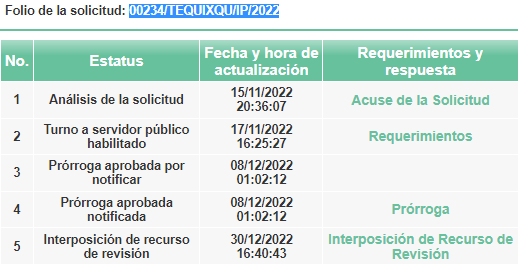 Folio de la solicitud: 00234/TEQUIXQU/IP/2022
No. Estatus Fecha y hora de actualización Requerimientos y respuesta
1 Análisis de la solicitud 15/11/2022 20:36:07 Acuse de la Solicitud
2 Turno a servidor público habilitado 17/11/2022 16:25:27 Requerimientos
3 Prórroga aprobada por notificar 08/12/2022 01:02:12
4 Prórroga aprobada notificada 08/12/2022 01:02:12 Prórroga
5 Interposición de recurso de revisión 30/12/2022 16:40:43 Interposición de Recurso de Revisión